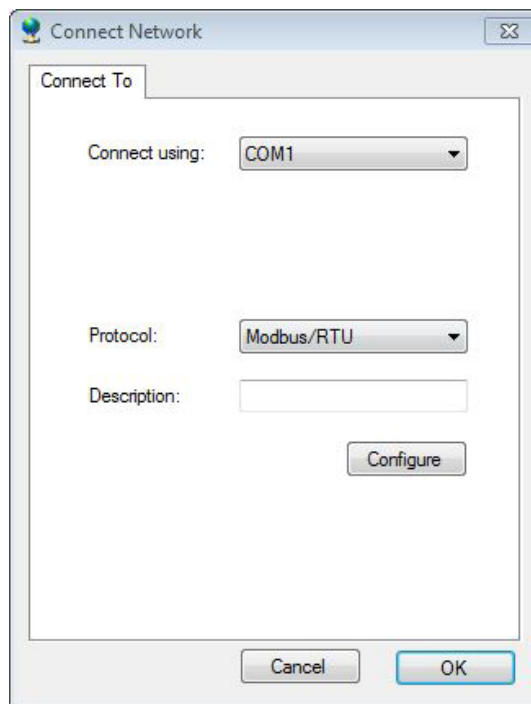 Connect Network
Connect To
Connect using: COM1
Protocol: Modbus/RTU
Description:
Configure
Cancel OK